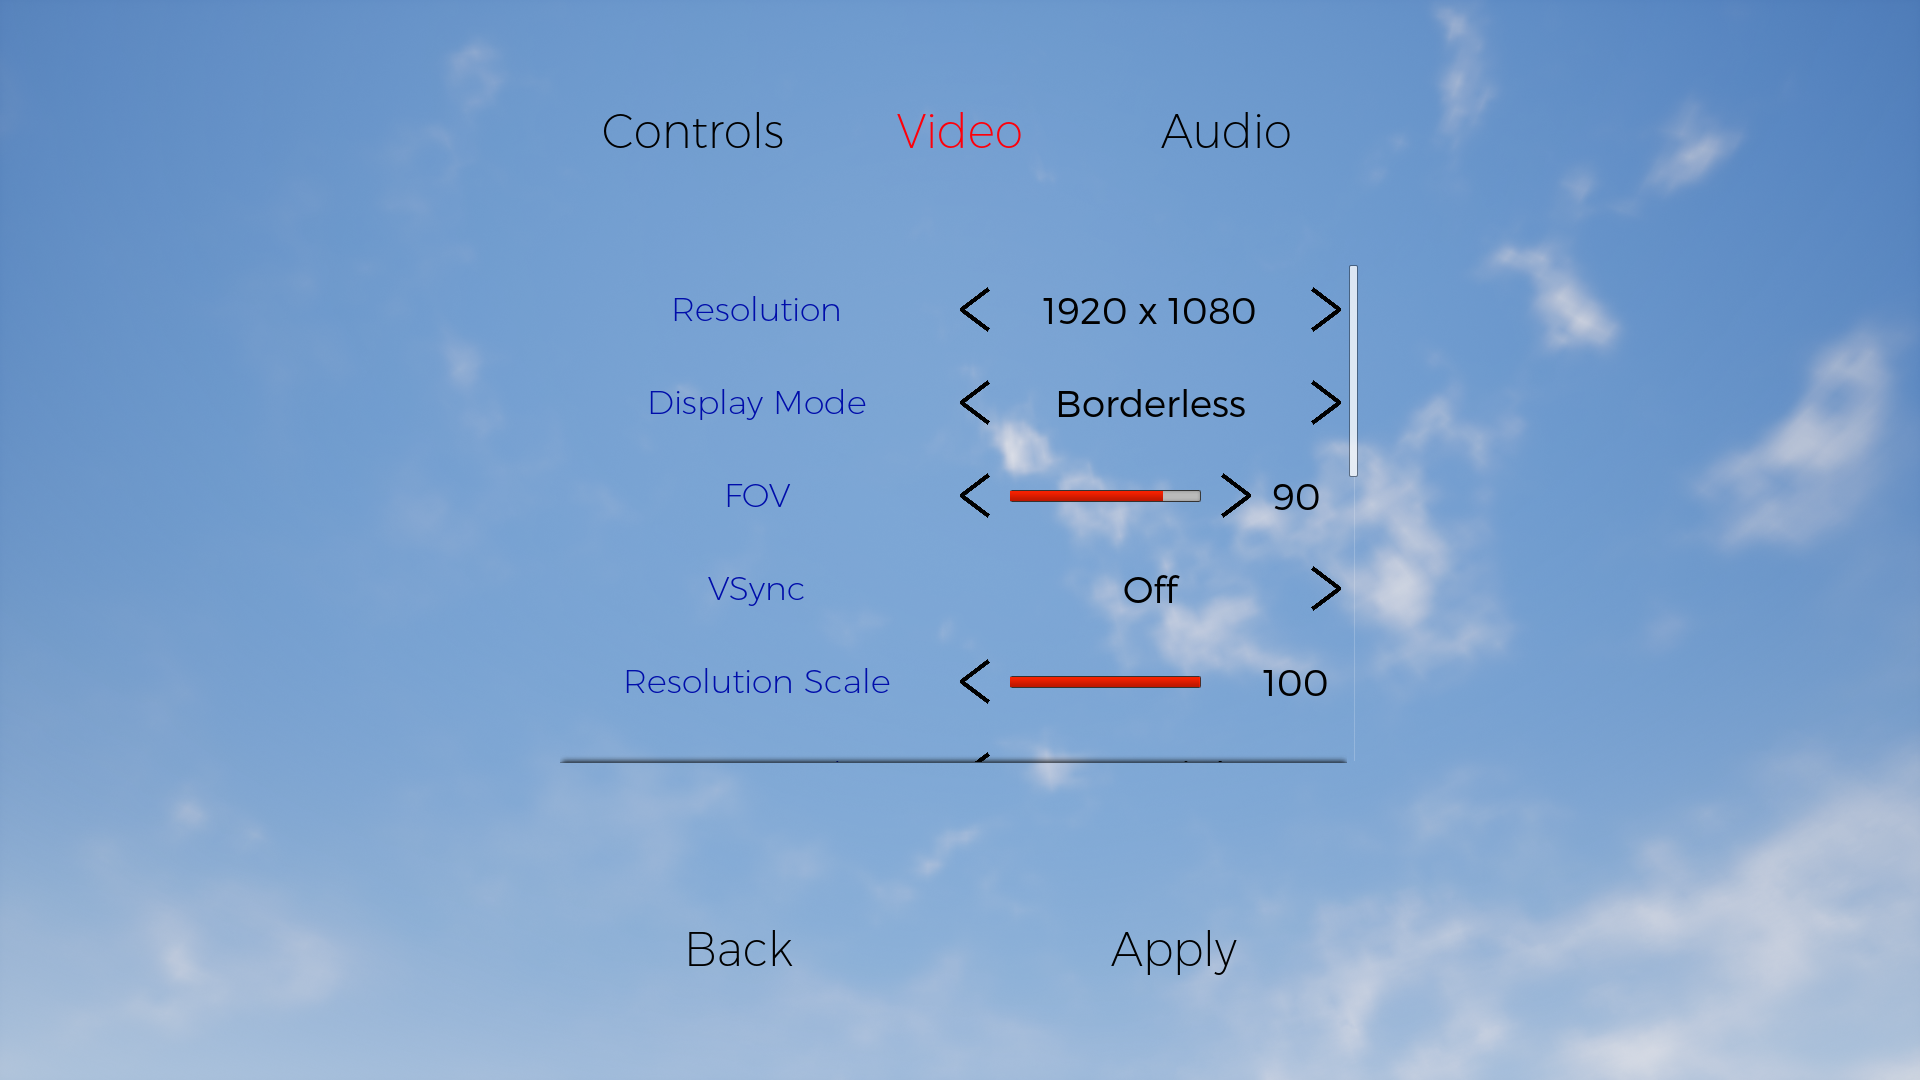 Controls Video Audio
Resolution 1920 x 1080
Display Mode Borderless
FOV 90
VSync Off
Resolution Scale 100
Back Apply